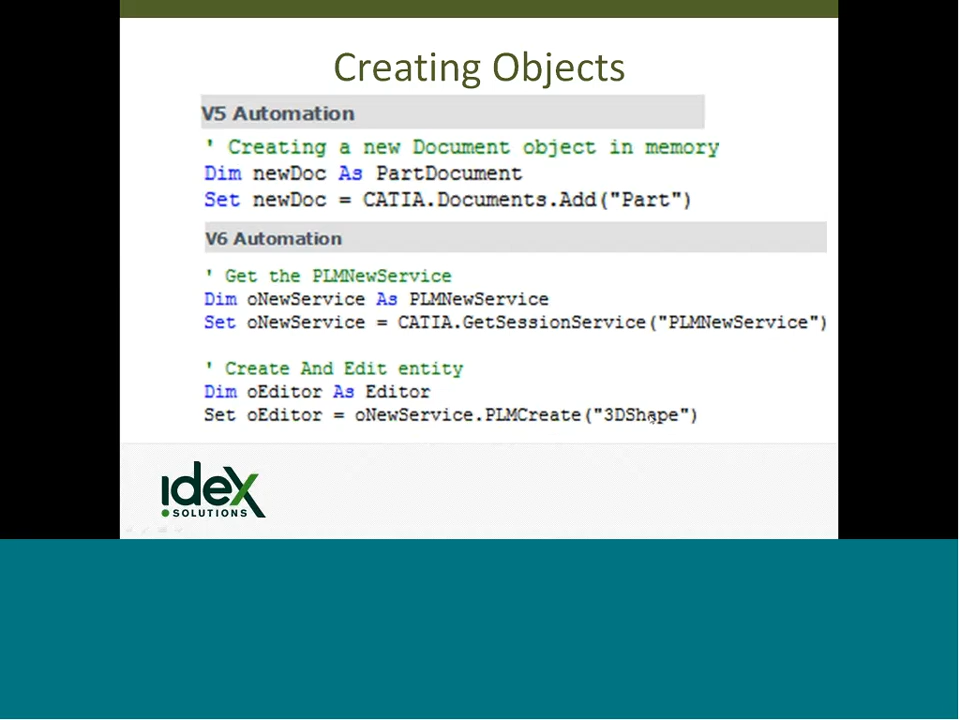 Creating Objects
V5 Automation
' Creating a new Document object in memory
Dim newDoc As PartDocument
Set newDoc = CATIA.Documents.Add("Part")
V6 Automation
' Get the PLMNewService
Dim oNewService As PLMNewService
Set oNewService = CATIA.GetSessionService("PLMNewService")
' Create And Edit entity
Dim oEditor As Editor
Set oEditor = oNewService.PLMCreate("3DShape")
ideX
SOLUTIONS